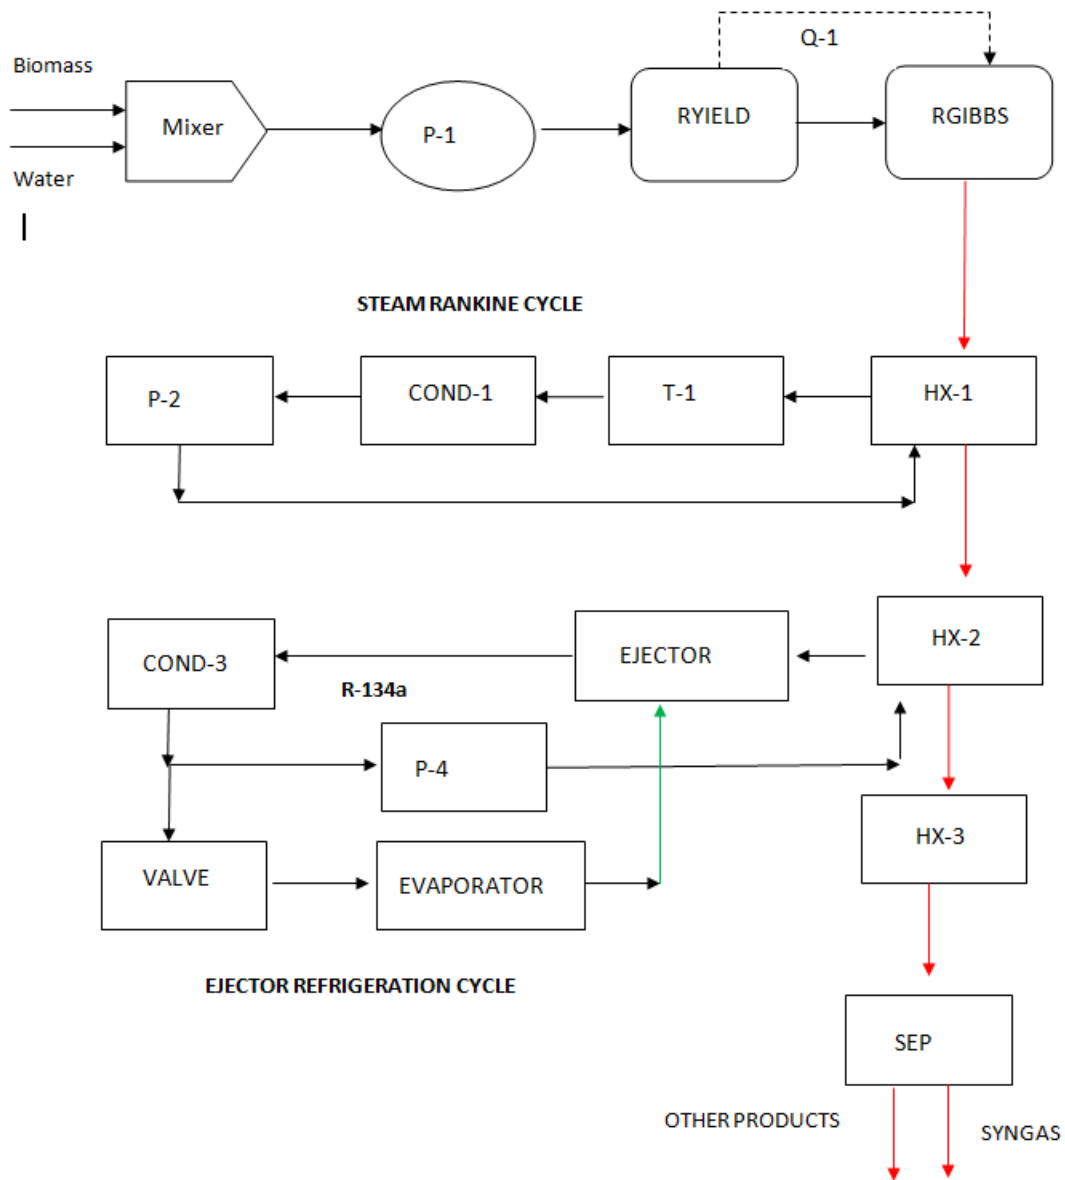 Q-1
Biomass
Mixer
P-1
RYIELD
RGIBBS
Water
STEAM RANKINE CYCLE
P-2
COND-1
T-1
HX-1
COND-3
EJECTOR
HX-2
R-134a
P-4
HX-3
VALVE
EVAPORATOR
EJECTOR REFRIGERATION CYCLE
SEP
OTHER PRODUCTS
SYNGAS